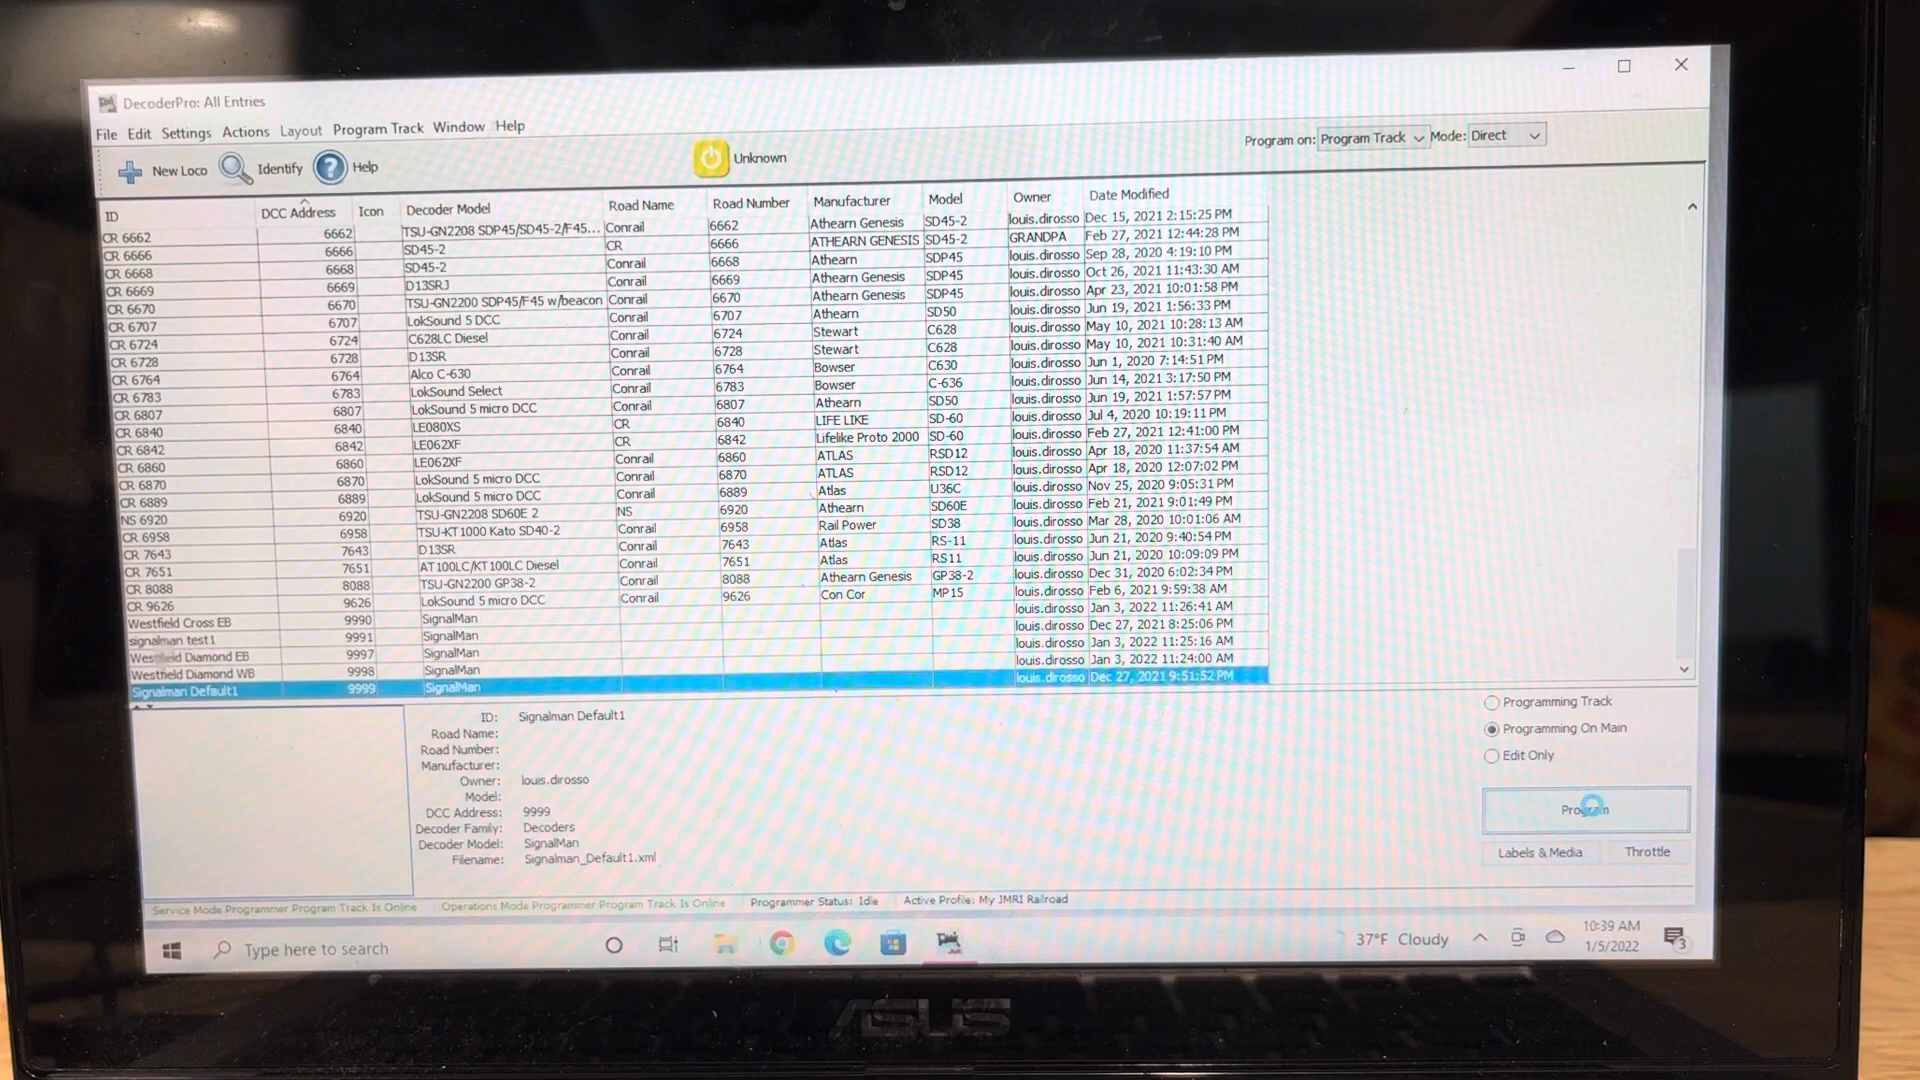 DecoderPro: All Entries
File Edit Settings Actions Layout Program Track Window Help
New Loco Identify Help Unknown Program on: Program Track Mode: Direct
ID DCC Address Icon Decoder Model Road Name Road Number Manufacturer Model Owner Date Modified
CR 6662 6662 TSU-GN2208 SDP45/SD45-2/F45... Conrail 6662 Athearn Genesis SD45-2 louis.dirosso Dec 15, 2021 2:15:25 PM
CR 6666 6666 SD45-2 CR 6666 ATHEARN GENESIS SD45-2 GRANDPA Feb 27, 2021 12:44:28 PM
CR 6668 6668 SD45-2 Conrail 6668 Athearn SDP45 louis.dirosso Sep 28, 2020 4:19:10 PM
CR 6669 6669 D13SRJ Conrail 6669 Athearn Genesis SDP45 louis.dirosso Oct 26, 2021 11:43:30 AM
CR 6670 6670 TSU-GN2200 SDP45/F45 w/beacon Conrail 6670 Athearn Genesis SDP45 louis.dirosso Apr 23, 2021 10:01:58 PM
CR 6707 6707 LokSound 5 DCC Conrail 6707 Athearn SD50 louis.dirosso Jun 19, 2021 1:56:33 PM
CR 6724 6724 C628LC Diesel Conrail 6724 Stewart C628 louis.dirosso May 10, 2021 10:28:13 AM
CR 6728 6728 D13SR Conrail 6728 Stewart C628 louis.dirosso May 10, 2021 10:31:40 AM
CR 6764 6764 Alco C-630 Conrail 6764 Bowser C630 louis.dirosso Jun 1, 2020 7:14:51 PM
CR 6783 6783 LokSound Select Conrail 6783 Bowser C-636 louis.dirosso Jun 14, 2021 3:17:50 PM
CR 6807 6807 LokSound 5 micro DCC Conrail 6807 Athearn SD50 louis.dirosso Jun 19, 2021 1:57:57 PM
CR 6840 6840 LE080XS CR 6840 LIFE LIKE SD-60 louis.dirosso Jul 4, 2020 10:19:11 PM
CR 6842 6842 LE062XF CR 6842 Lifelike Proto 2000 SD-60 louis.dirosso Feb 27, 2021 12:41:00 PM
CR 6860 6860 LE062XF Conrail 6860 ATLAS RSD12 louis.dirosso Apr 18, 2020 11:37:54 AM
CR 6870 6870 LokSound 5 micro DCC Conrail 6870 ATLAS RSD12 louis.dirosso Apr 18, 2020 12:07:02 PM
CR 6889 6889 LokSound 5 micro DCC Conrail 6889 Atlas U36C louis.dirosso Nov 25, 2020 9:05:31 PM
NS 6920 6920 TSU-GN2208 SD60E 2 NS 6920 Athearn SD60E louis.dirosso Feb 21, 2021 9:01:49 PM
CR 6958 6958 TSU-KT1000 Kato SD40-2 Conrail 6958 Rail Power SD38 louis.dirosso Mar 28, 2020 10:01:06 AM
CR 7643 7643 D13SR Conrail 7643 Atlas RS-11 louis.dirosso Jun 21, 2020 9:40:54 PM
CR 7651 7651 AT100LC/KT100LC Diesel Conrail 7651 Atlas RS11 louis.dirosso Jun 21, 2020 10:09:09 PM
CR 8088 8088 TSU-GN2200 GP38-2 Conrail 8088 Athearn Genesis GP38-2 louis.dirosso Dec 31, 2020 6:02:34 PM
CR 9626 9626 LokSound 5 micro DCC Conrail 9626 Con Cor MP15 louis.dirosso Feb 6, 2021 9:59:38 AM
Westfield Cross EB 9990 SignalMan louis.dirosso Jan 3, 2022 11:26:41 AM
signalman test1 9991 SignalMan louis.dirosso Dec 27, 2021 8:25:06 PM
Westfield Diamond EB 9997 SignalMan louis.dirosso Jan 3, 2022 11:25:16 AM
Westfield Diamond WB 9998 SignalMan louis.dirosso Jan 3, 2022 11:24:00 AM
Signalman Default1 9999 SignalMan louis.dirosso Dec 27, 2021 9:51:52 PM
ID: Signalman Default1
Road Name:
Road Number:
Manufacturer:
Owner: louis.dirosso
Model:
DCC Address: 9999
Decoder Family: Decoders
Decoder Model: SignalMan
Filename: Signalman_Default1.xml
Programming Track
Programming On Main
Edit Only
Program
Labels & Media Throttle
Service Mode Programmer Program Track Is Online Operations Mode Programmer Program Track Is Online Programmer Status: Idle Active Profile: My JMRI Railroad
Type here to search 37°F Cloudy 10:39 AM
1/5/2022 3
ASUS